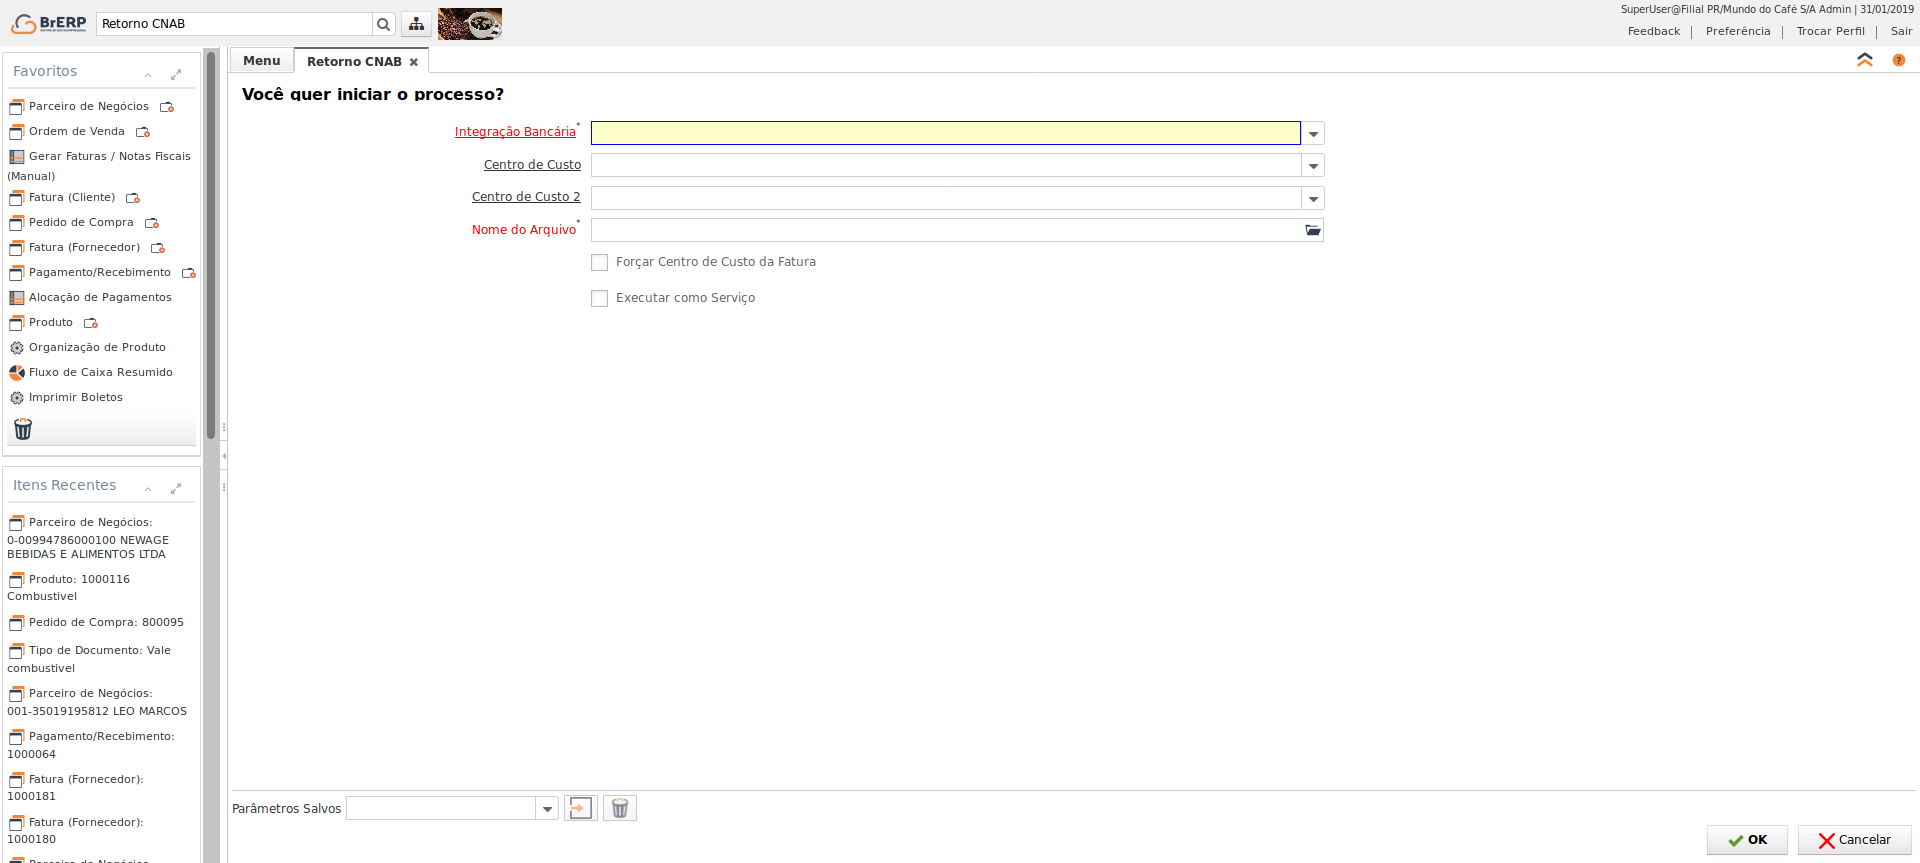 BrERP
Retorno CNAB
SuperUser@Filial PR/Mundo do Café S/A Admin | 31/01/2019
Feedback | Preferência | Trocar Perfil | Sair
Favoritos
Parceiro de Negócios
Ordem de Venda
Gerar Faturas / Notas Fiscais
(Manual)
Fatura (Cliente)
Pedido de Compra
Fatura (Fornecedor)
Pagamento/Recebimento
Alocação de Pagamentos
Produto
Organização de Produto
Fluxo de Caixa Resumido
Imprimir Boletos
Itens Recentes
Parceiro de Negócios:
0-00994786000100 NEWAGE
BEBIDAS E ALIMENTOS LTDA
Produto: 1000116
Combustivel
Pedido de Compra: 800095
Tipo de Documento: Vale
combustivel
Parceiro de Negócios:
001-35019195812 LEO MARCOS
Pagamento/Recebimento:
1000064
Fatura (Fornecedor):
1000181
Fatura (Fornecedor):
1000180
Parceiro de Negócios
Menu
Retorno CNAB
?
Você quer iniciar o processo?
Integração Bancária*
Centro de Custo
Centro de Custo 2
Nome do Arquivo*
Forçar Centro de Custo da Fatura
Executar como Serviço
Parâmetros Salvos
OK
Cancelar